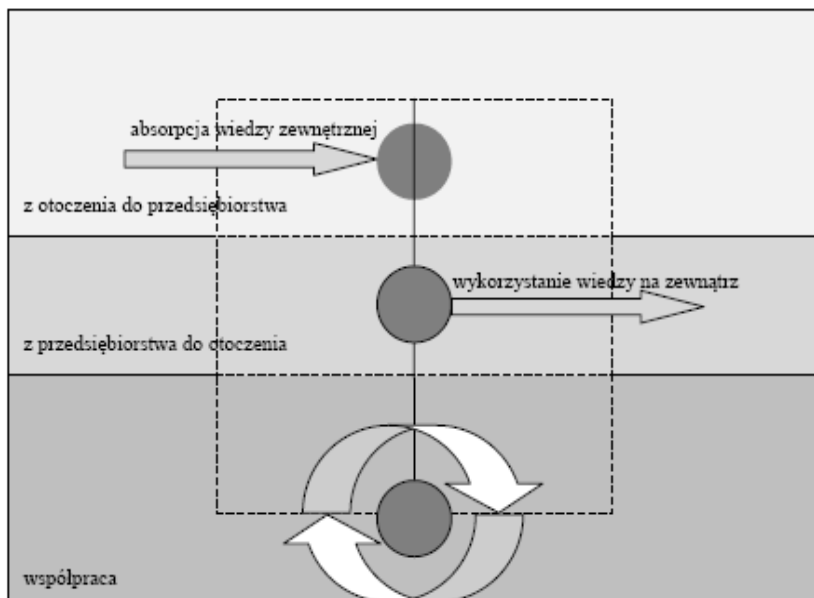 absorpcja wiedzy zewnętrznej
z otoczenia do przedsiębiorstwa
wykorzystanie wiedzy na zewnątrz
z przedsiębiorstwa do otoczenia
współpraca